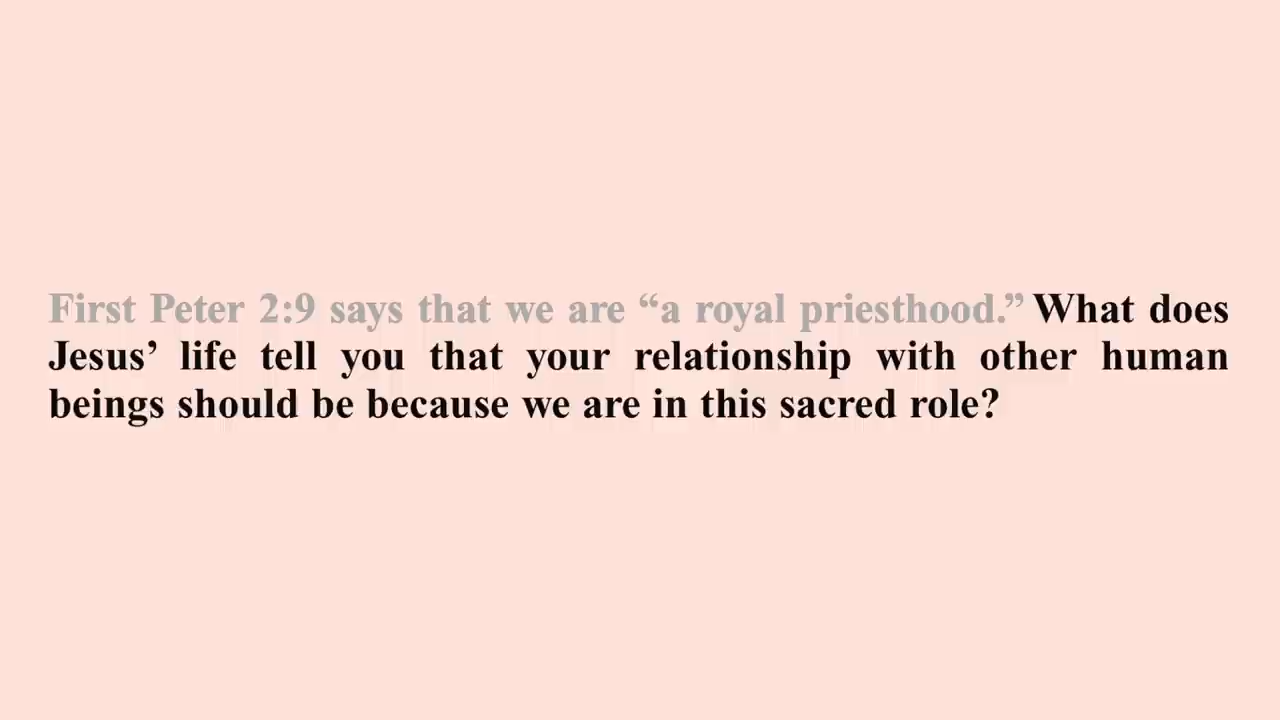 First Peter 2:9 says that we are “a royal priesthood.” What does
Jesus’ life tell you that your relationship with other human
beings should be because we are in this sacred role?